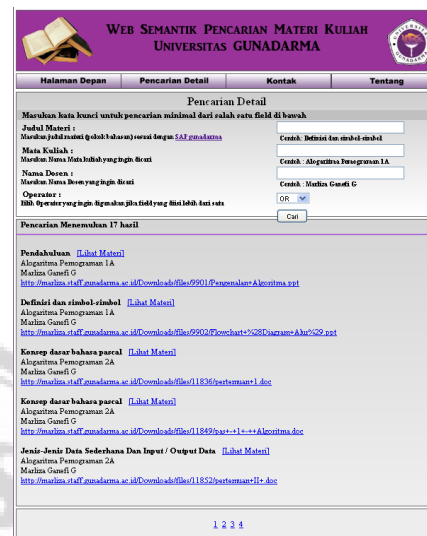 WEB SEMANTIK PENCARIAN MATERI KULIAH
UNIVERSITAS GUNADARMA
Halaman Depan Pencarian Detail Kontak Tentang
Pencarian Detail
Masukan kata kunci untuk pencarian minimal dari salah satu field di bawah
Judul Materi :
Masukan judul materi (pokok bahasan) sesuai dengan SAP gunadarma
Contoh: Definisi dan simbol-simbol
Mata Kuliah :
Masukan Nama Mata kuliah yang ingin dicari
Contoh : Alogaritma Pemograman 1A
Nama Dosen :
Masukan Nama Dosen yang ingin dicari
Contoh : Marliza Ganefi G
Operator :
Pilih Operator yang ingin digunakan jika field yang diisi lebih dari satu
OR
Cari
Pencarian Menemukan 17 hasil
Pendahuluan [Lihat Materi]
Alogaritma Pemograman 1A
Marliza Ganefi G
http://marliza.staff.gunadarma.ac.id/Downloads/files/9901/Pengenalan+Algoritma.ppt
Definisi dan simbol-simbol [Lihat Materi]
Alogaritma Pemograman 1A
Marliza Ganefi G
http://marliza.staff.gunadarma.ac.id/Downloads/files/9902/Flowchart+%28Diagram+Alur%29.ppt
Konsep dasar bahasa pascal [Lihat Materi]
Alogaritma Pemograman 2A
Marliza Ganefi G
http://marliza.staff.gunadarma.ac.id/Downloads/files/11836/pertemuan+1.doc
Konsep dasar bahasa pascal [Lihat Materi]
Alogaritma Pemograman 2A
Marliza Ganefi G
http://marliza.staff.gunadarma.ac.id/Downloads/files/11849/pas+-+1+-++Algoritma.doc
Jenis-Jenis Data Sederhana Dan Input / Output Data [Lihat Materi]
Alogaritma Pemograman 2A
Marliza Ganefi G
http://marliza.staff.gunadarma.ac.id/Downloads/files/11852/pertemuan+II+.doc
1 2 3 4